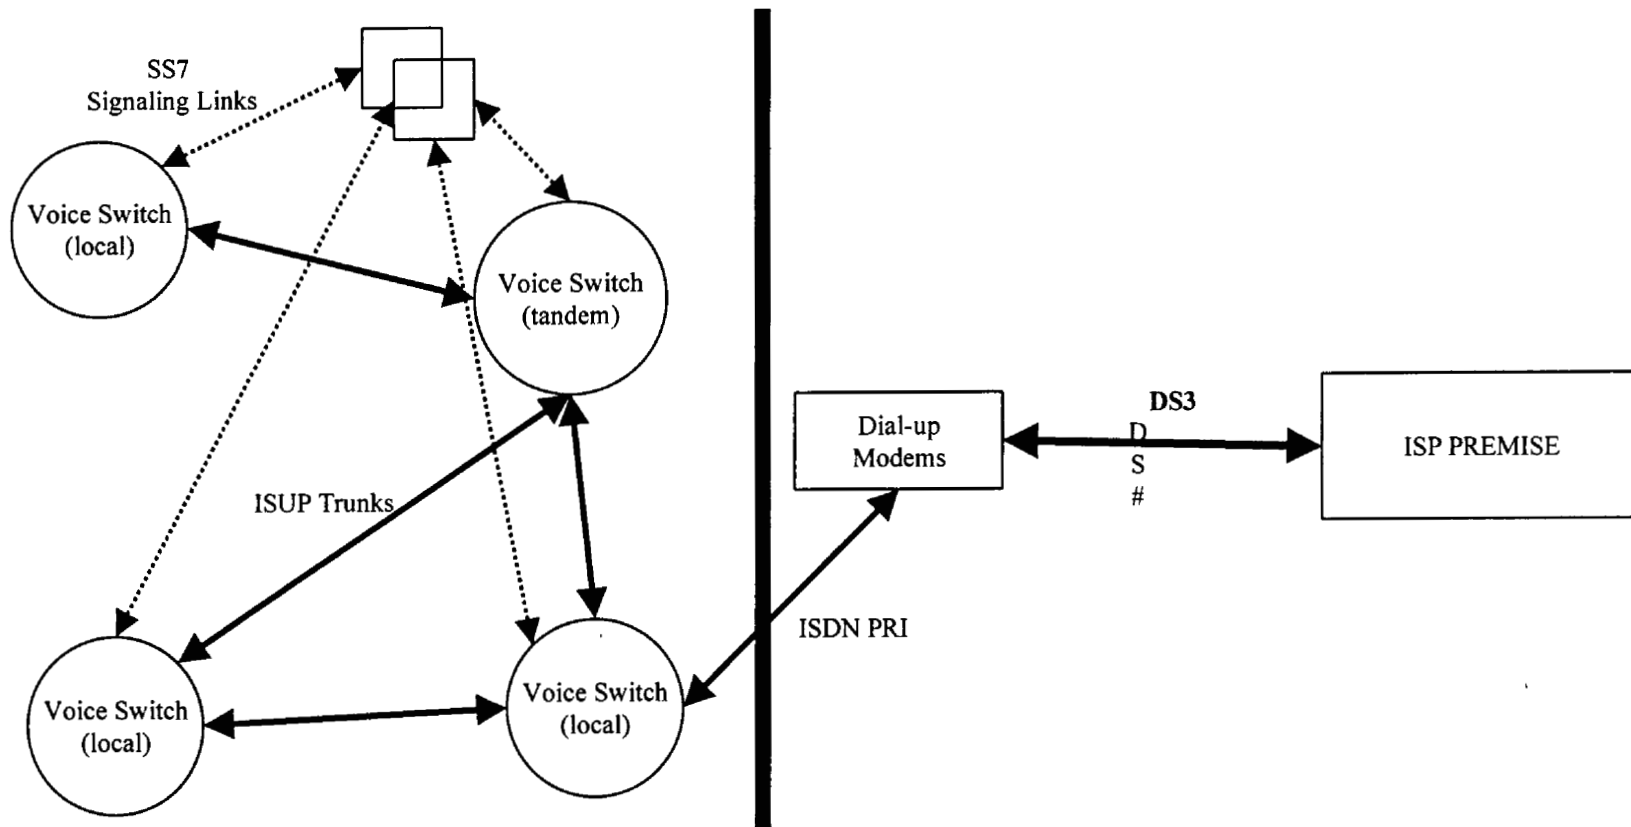 SS7
Signaling Links
Voice Switch
(local)
Voice Switch
(tandem)
ISUP Trunks
Voice Switch
(local)
Voice Switch
(local)
ISDN PRI
Dial-up
Modems
DS3
D
S
#
ISP PREMISE